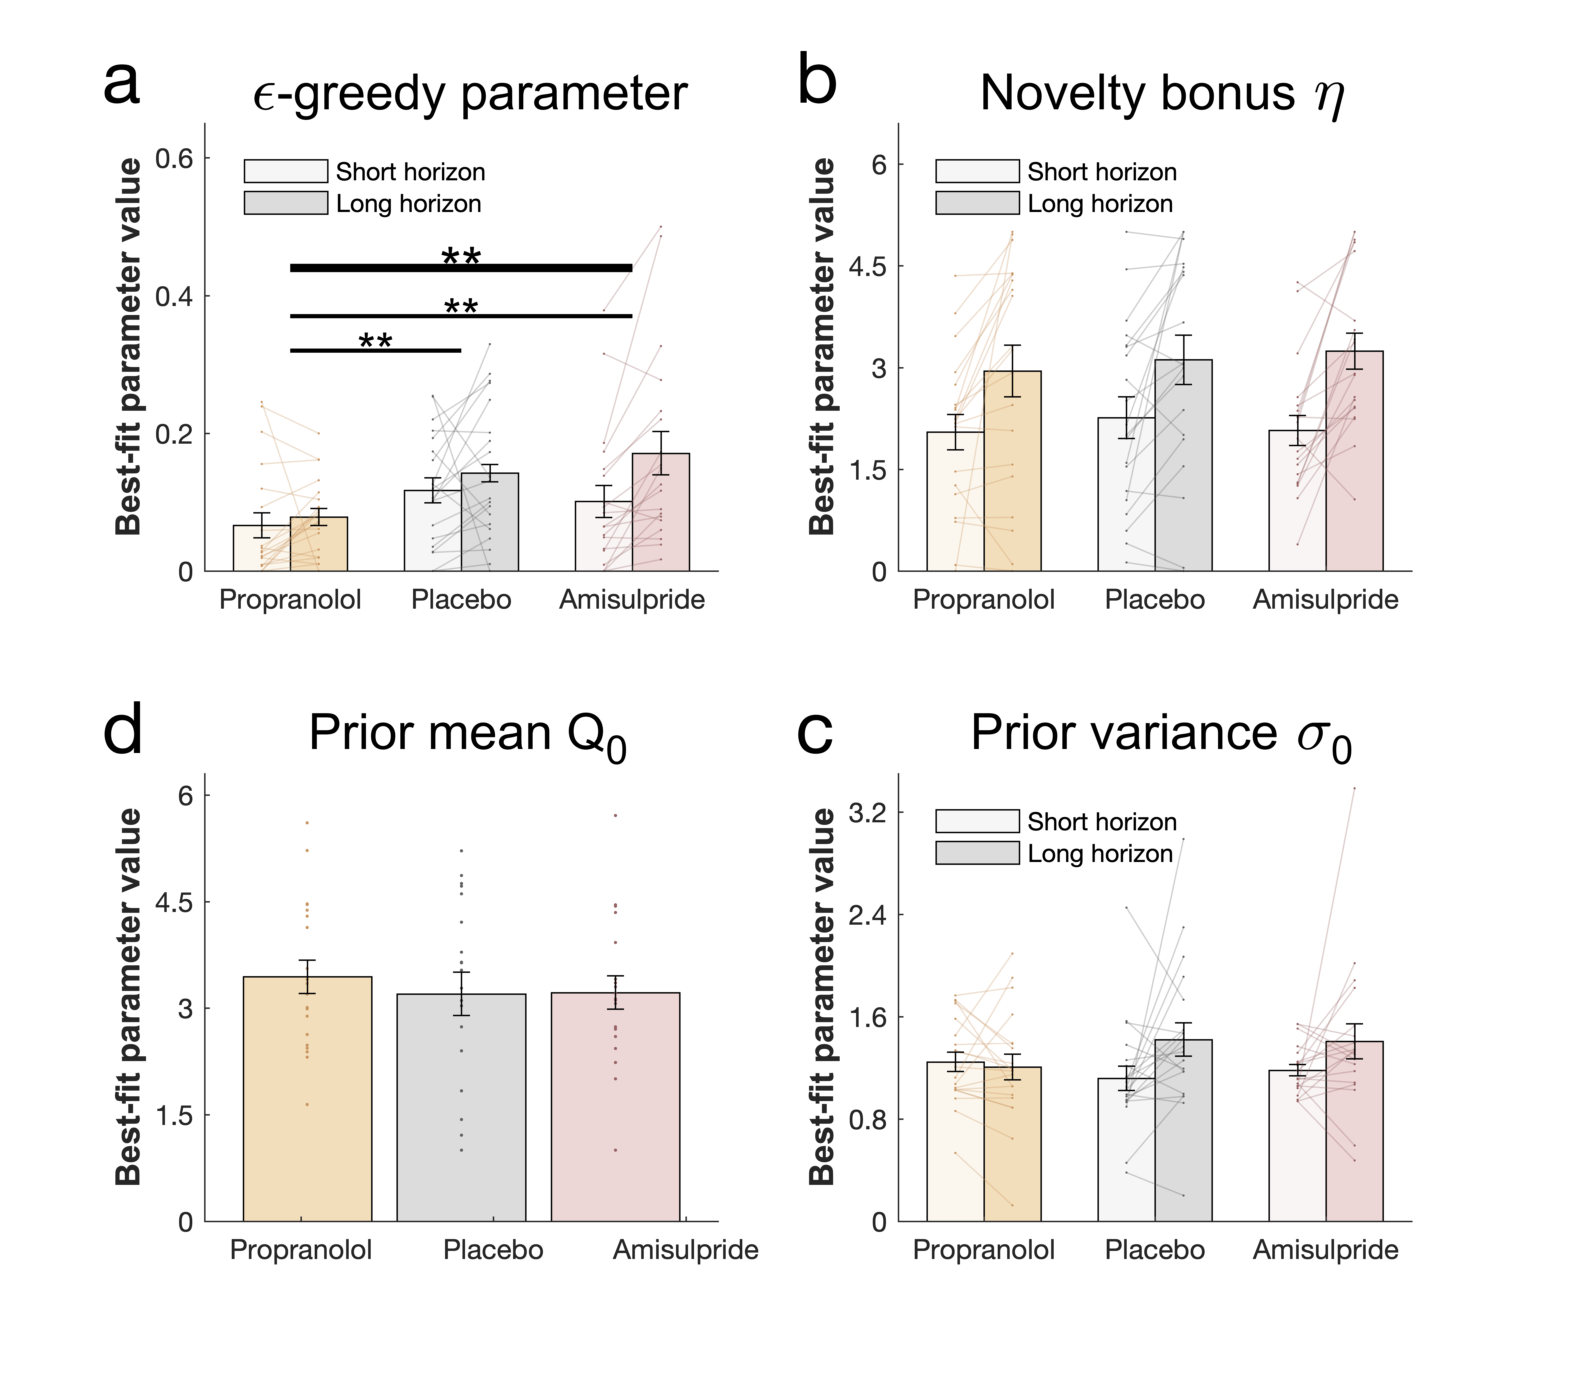 a
ϵ-greedy parameter
Best-fit parameter value
0.6
0.4
0.2
0
Short horizon
Long horizon
**
**
**
Propranolol Placebo Amisulpride
b
Novelty bonus η
Best-fit parameter value
6
4.5
3
1.5
0
Short horizon
Long horizon
Propranolol Placebo Amisulpride
d
Prior mean Q0
Best-fit parameter value
6
4.5
3
1.5
0
Propranolol Placebo Amisulpride
c
Prior variance σ0
Best-fit parameter value
3.2
2.4
1.6
0.8
0
Short horizon
Long horizon
Propranolol Placebo Amisulpride